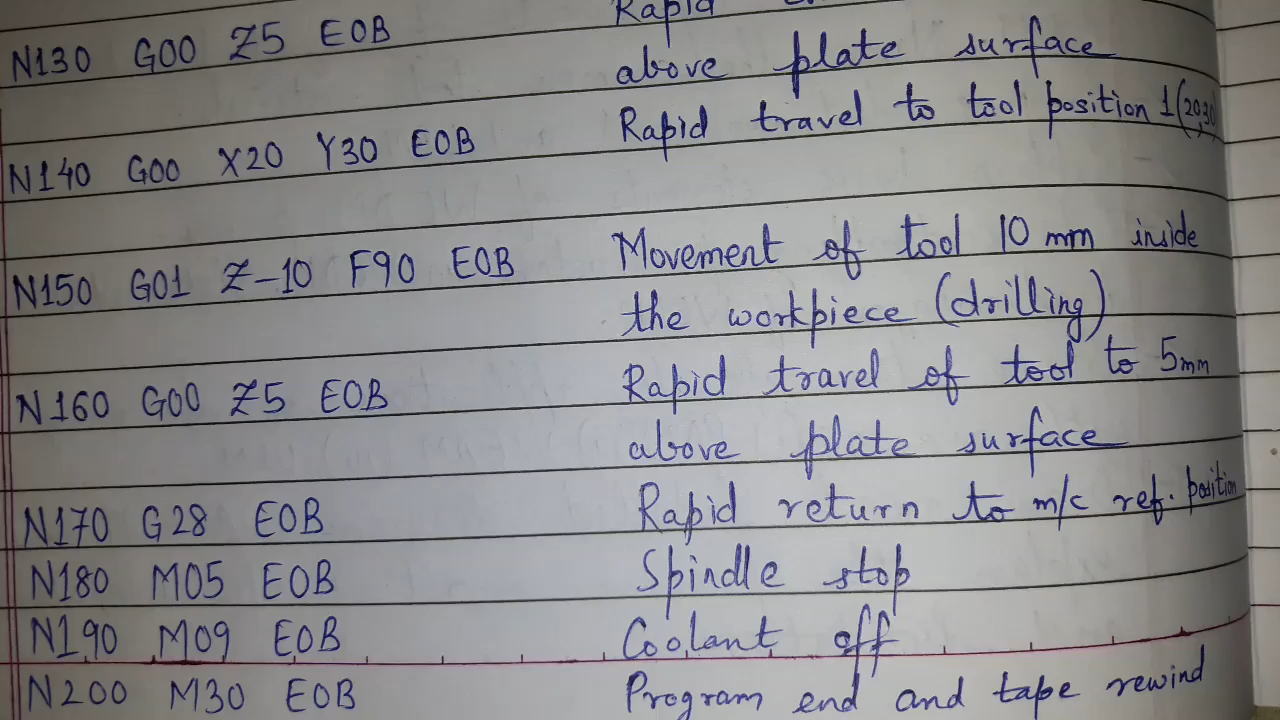 Rapid
N130 G00 Z5 EOB above plate surface
N140 G00 X20 Y30 EOB Rapid travel to tool position 1(20,30)
N150 G01 Z-10 F90 EOB Movement of tool 10 mm inside
the workpiece (drilling)
N160 G00 Z5 EOB Rapid travel of tool to 5mm
above plate surface
N170 G28 EOB Rapid return to m/c ref. position
N180 M05 EOB Spindle stop
N190 M09 EOB Coolant off
N200 M30 EOB Program end and tape rewind